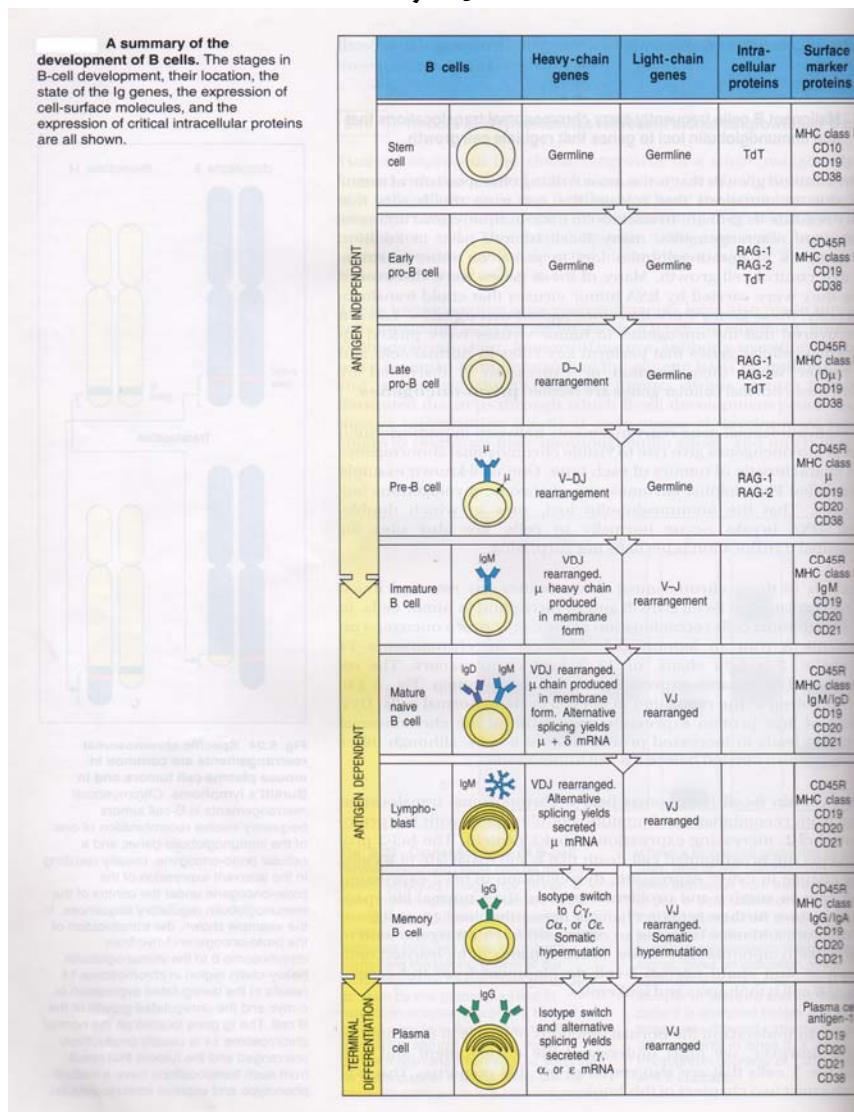 A summary of the
development of B cells. The stages in
B-cell development, their location, the
state of the Ig genes, the expression of
cell-surface molecules, and the
expression of critical intracellular proteins
are all shown.
B cells
Heavy-chain
genes
Light-chain
genes
Intra-
cellular
proteins
Surface
marker
proteins
ANTIGEN INDEPENDENT
Stem
cell
Germline
Germline
TdT
MHC class
CD10
CD19
CD38
Early
pro-B cell
Germline
Germline
RAG-1
RAG-2
TdT
CD45R
MHC class
CD19
CD38
Late
pro-B cell
D–J
rearrangement
Germline
RAG-1
RAG-2
TdT
CD45R
MHC class
(Dμ)
CD19
CD38
Pre-B cell
μ
μ
V–DJ
rearrangement
Germline
RAG-1
RAG-2
CD45R
MHC class
μ
CD19
CD20
CD38
ANTIGEN DEPENDENT
Immature
B cell
IgM
VDJ
rearranged.
μ heavy chain
produced
in membrane
form
V–J
rearrangement
CD45R
MHC class
IgM
CD19
CD20
CD21
Mature
naive
B cell
IgD IgM
VDJ rearranged.
μ chain produced
in membrane
form. Alternative
splicing yields
μ + δ mRNA
VJ
rearranged
CD45R
MHC class
IgM/IgD
CD19
CD20
CD21
Lympho-
blast
IgM
VDJ rearranged.
Alternative
splicing yields
secreted
μ mRNA
VJ
rearranged
CD45R
MHC class
CD19
CD20
CD21
Memory
B cell
IgG
Isotype switch
to Cγ,
Cα, or Cε.
Somatic
hypermutation
VJ
rearranged.
Somatic
hypermutation
CD45R
MHC class
IgG/IgA
CD19
CD20
CD21
TERMINAL
DIFFERENTIATION
Plasma
cell
IgG
Isotype switch
and alternative
splicing yields
secreted γ,
α, or ε mRNA
VJ
rearranged
Plasma ce
antigen-
CD19
CD20
CD21
CD38